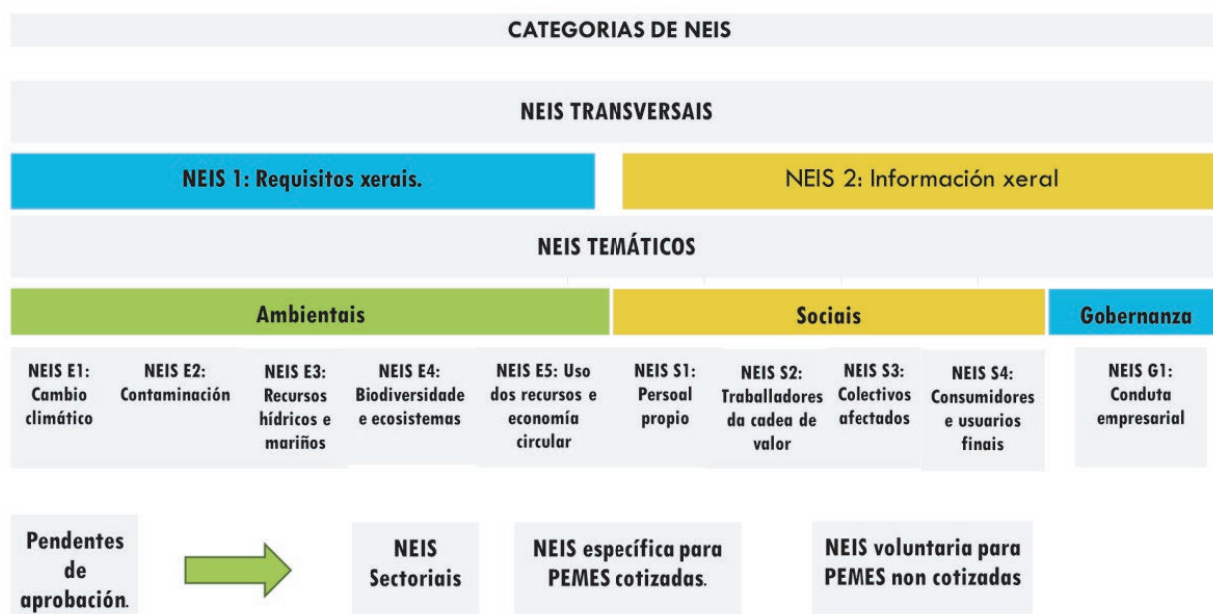 CATEGORIAS DE NEIS
NEIS TRANSVERSAIS
NEIS 1: Requisitos xerais.
NEIS 2: Información xeral
NEIS TEMÁTICOS
Ambientais
Sociais
Gobernanza
NEIS E1:
Cambio
climático
NEIS E2:
Contaminación
NEIS E3:
Recursos
hídricos e
mariños
NEIS E4:
Biodiversidade
e ecosistemas
NEIS E5: Uso
dos recursos e
economía
circular
NEIS S1:
Persoal
propio
NEIS S2:
Traballadores
da cadea de
valor
NEIS S3:
Colectivos
afectados
NEIS S4:
Consumidores
e usuarios
finais
NEIS G1:
Conduta
empresarial
Pendentes
de
aprobación.
NEIS
Sectoriais
NEIS específica para
PEMES cotizadas.
NEIS voluntaria para
PEMES non cotizadas